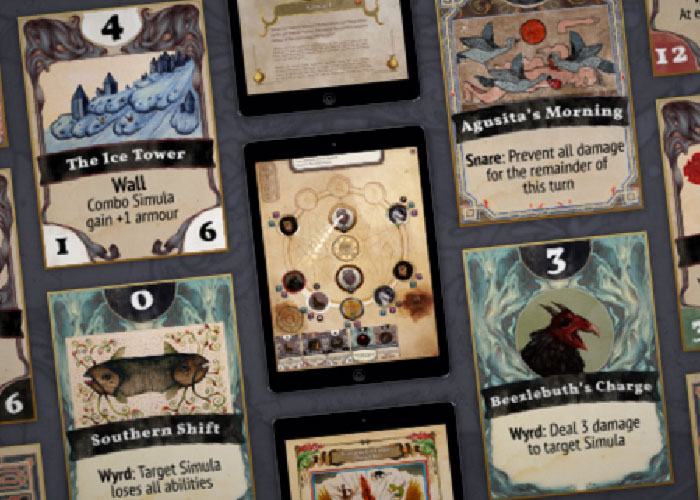 4
The Ice Tower
Wall
Combo Simula
gain +1 armour
1
6
Agusita's Morning
Snare: Prevent all damage
for the remainder of
this turn
12
At e
0
Southern Shift
Wyrd: Target Simula
loses all abilities
3
Beezlebuth's Charge
Wyrd: Deal 3 damage
to target Simula
6